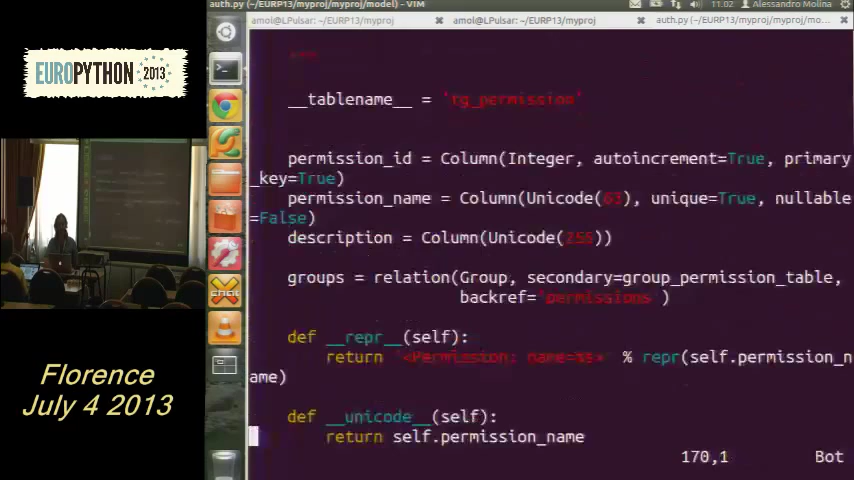 auth.py (~/EURP13/myproj/myproj/model) - VIM
11.02
Alessandro Molina
amol@LPulsar: ~/EURP13/myproj
amol@LPulsar: ~/EURP13/myproj
auth.py (~/EURP13/myproj/myproj/mo...
EUROPYTHON 2013
"""
__tablename__ = 'tg_permission'
permission_id = Column(Integer, autoincrement=True, primary
_key=True)
permission_name = Column(Unicode(63), unique=True, nullable
=False)
description = Column(Unicode(255))
groups = relation(Group, secondary=group_permission_table,
backref='permissions')
def __repr__(self):
return '<Permission: name=%s>' % repr(self.permission_n
ame)
def __unicode__(self):
return self.permission_name
170,1
Bot
Florence
July 4 2013